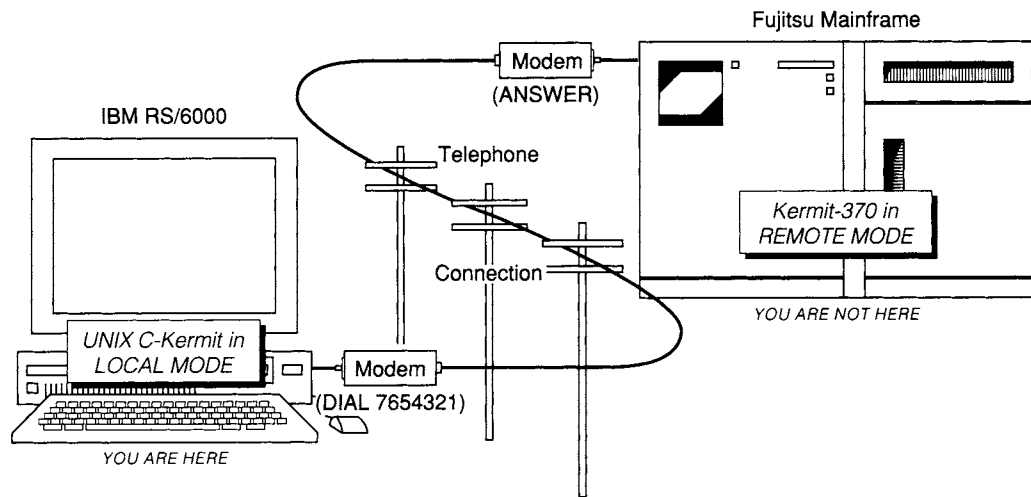 Fujitsu Mainframe
Modem
(ANSWER)
IBM RS/6000
Telephone
Kermit-370 in
REMOTE MODE
Connection
YOU ARE NOT HERE
UNIX C-Kermit in
LOCAL MODE
Modem
(DIAL 7654321)
YOU ARE HERE